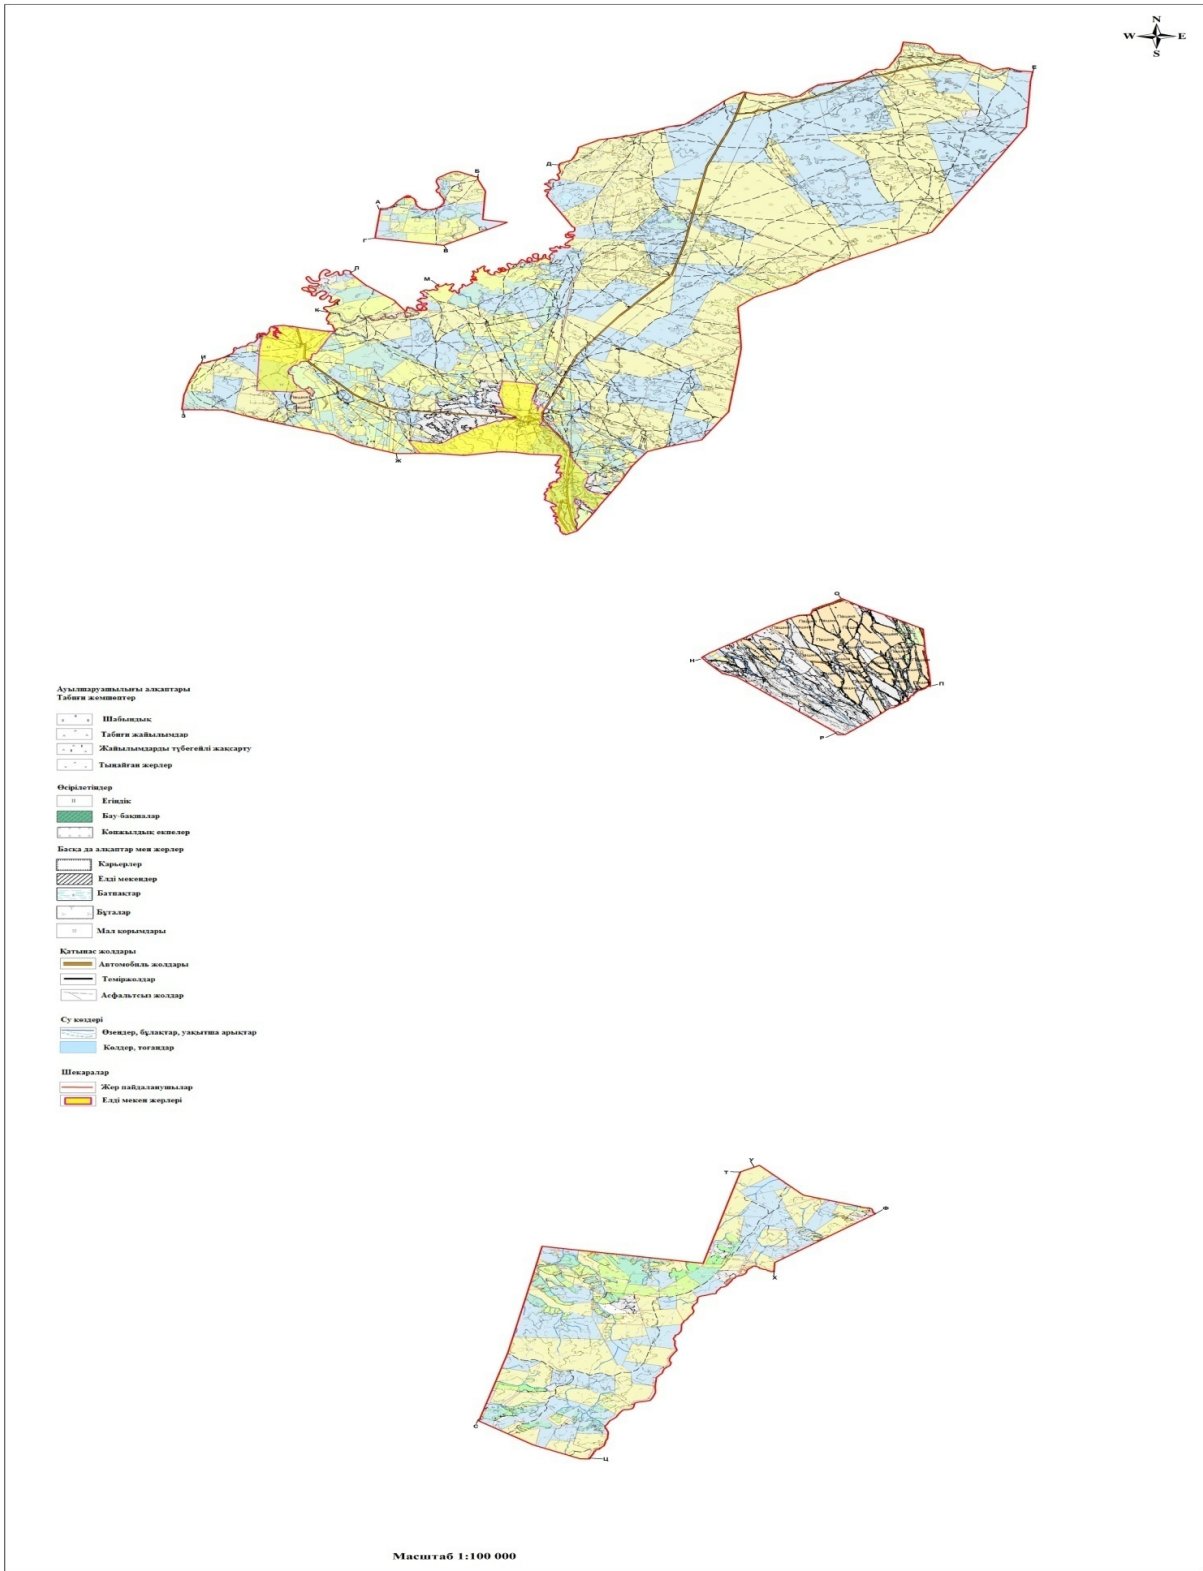 N
W E
S
Е
Д
Б
А
Г
В
Л
М
К
И
З
Ж
О
Н
П
Р
Ауылшаруашылығы алқаптары
Табиғи жемшөптер
Шабындық
Табиғи жайылымдар
Жайылымдарды түбегейлі жақсарту
Тыңайған жерлер
Өсірілетіндер
Егіндік
Бау-бақшалар
Көпжылдық екпелер
Басқа да алқаптар мен жерлер
Карьерлер
Елді мекендер
Батпақтар
Бұталар
Мал қорымдары
Қатынас жолдары
Автомобиль жолдары
Теміржолдар
Асфальтсыз жолдар
Су көздері
Өзендер, бұлақтар, уақытша арықтар
Көлдер, тоғандар
Шекаралар
Жер пайдаланушылар
Елді мекен жерлері
У
Т
Ф
Х
С
Ц
Масштаб 1:100 000